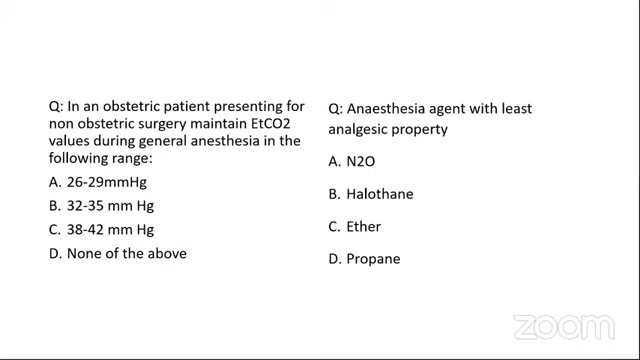 Q: In an obstetric patient presenting for
non obstetric surgery maintain EtCO2
values during general anesthesia in the
following range:
A. 26-29mmHg
B. 32-35 mm Hg
C. 38-42 mm Hg
D. None of the above
Q: Anaesthesia agent with least
analgesic property
A. N2O
B. Halothane
C. Ether
D. Propane
zoom